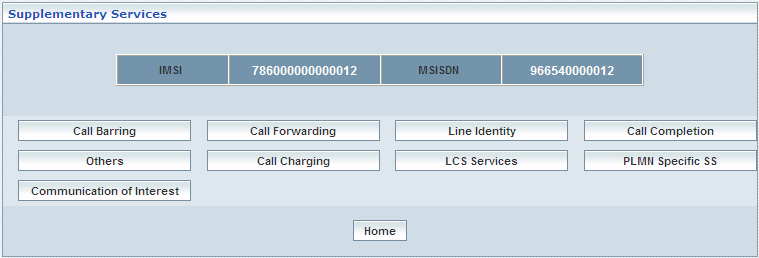 Supplementary Services
IMSI 786000000000012 MSISDN 966540000012
Call Barring Call Forwarding Line Identity Call Completion
Others Call Charging LCS Services PLMN Specific SS
Communication of Interest
Home